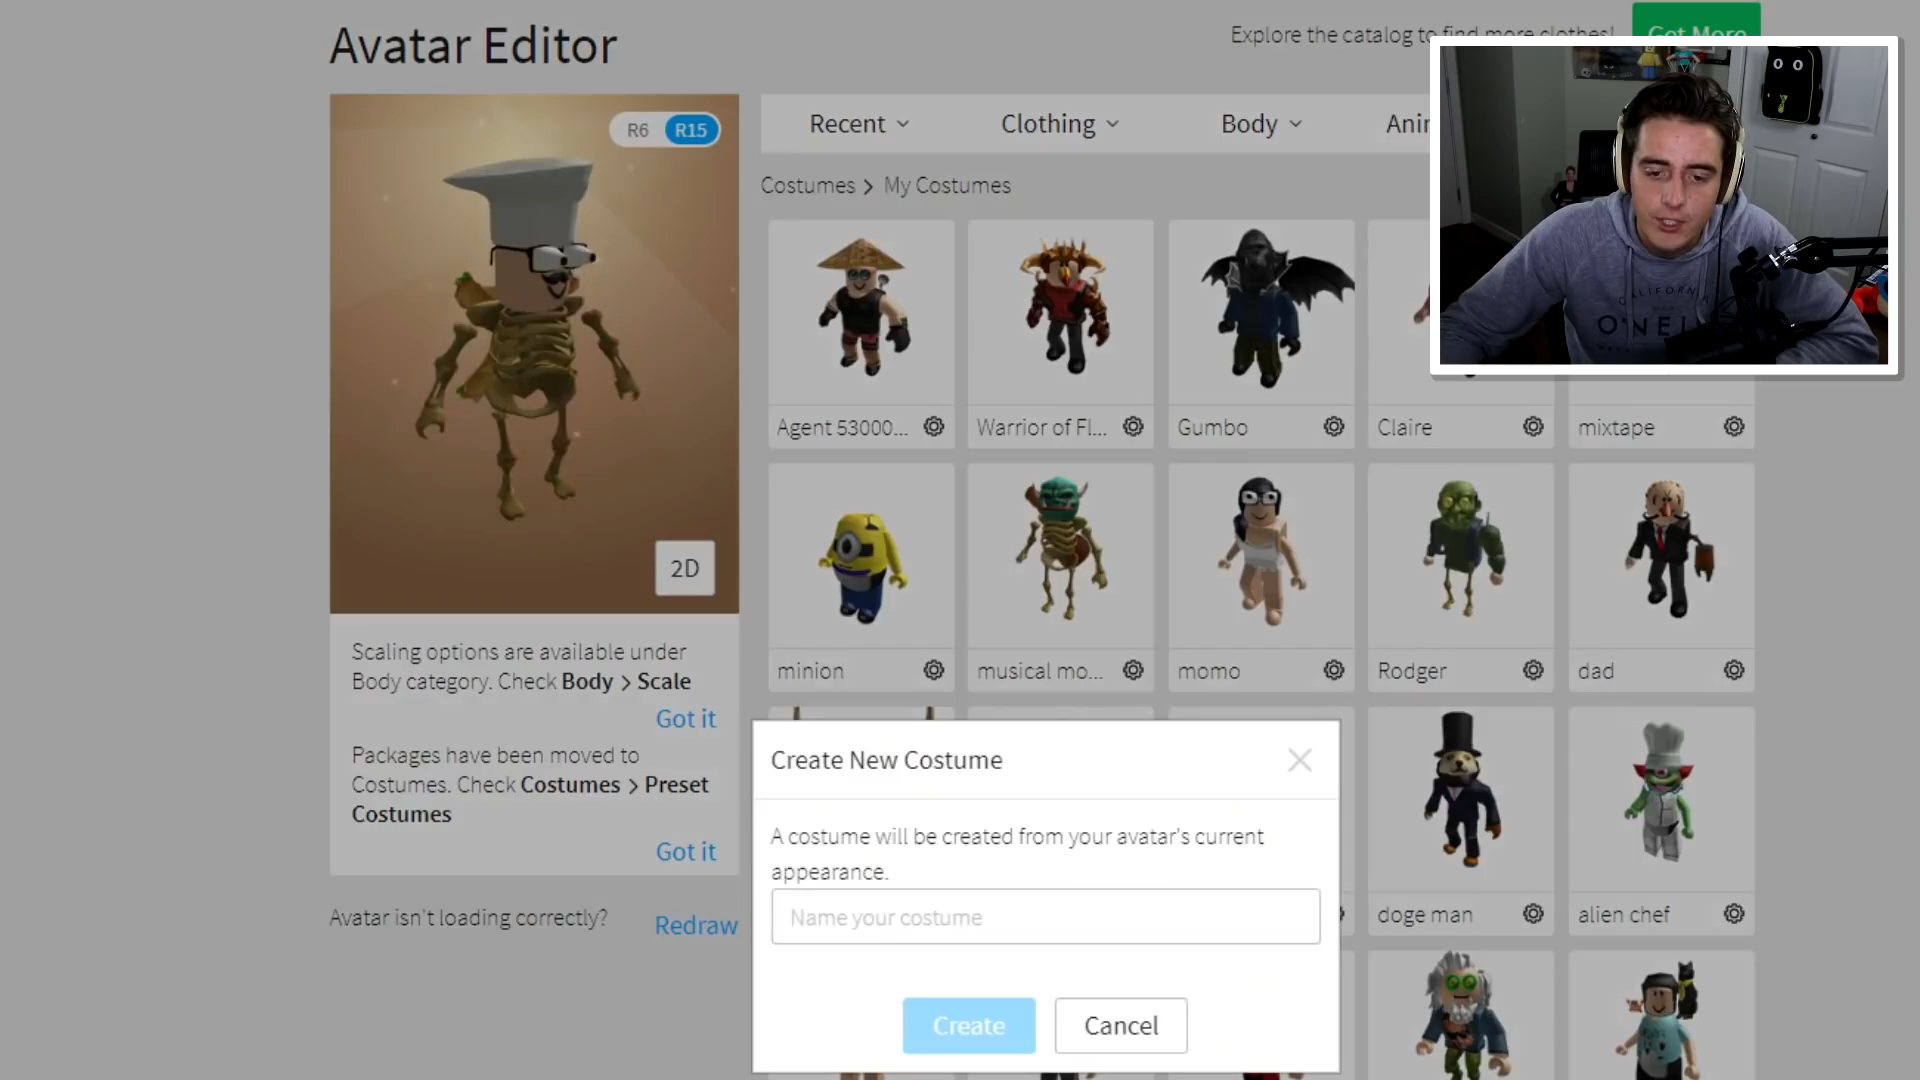 Avatar Editor
Explore the catalog to find more clothes!
Get More
R6
R15
2D
Recent
Clothing
Body
Costumes > My Costumes
Agent 53000...
Warrior of Fl...
Gumbo
Claire
mixtape
minion
musical mo...
momo
Rodger
dad
doge man
alien chef
Scaling options are available under
Body category. Check Body > Scale
Got it
Packages have been moved to
Costumes. Check Costumes > Preset
Costumes
Got it
Avatar isn't loading correctly?
Redraw
Create New Costume
A costume will be created from your avatar's current
appearance.
Name your costume
Create
Cancel
CALIFORNIA